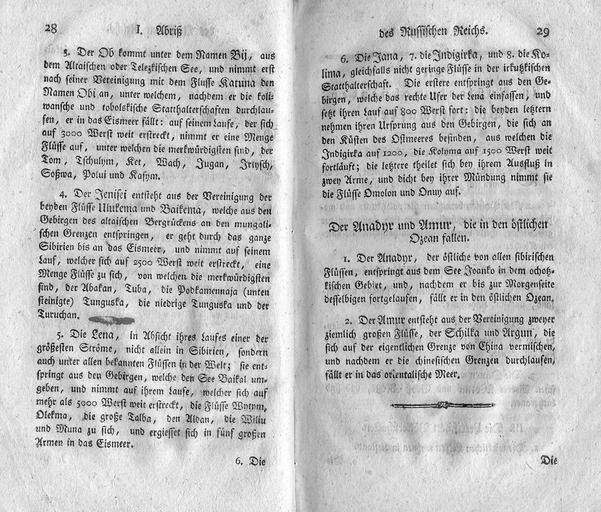 28
I. Abriß
3. Der Ob kommt unter dem Namen Bij, aus
dem Altaischen oder Teletzkischen See, und nimmt erst
nach seiner Vereinigung mit dem Flusse Katuna den
Namen Obi an, unter welchem, nachdem er die koli-
wansche und tobolskische Statthalterschaften durchlau-
fen, er in das Eismeer fällt: auf seinem Laufe, der sich
auf 3000 Werst weit erstreckt, nimmt er eine Menge
Flüsse auf, unter welchen die merkwürdigsten sind, der
Tom, Tschulym, Ket, Wach, Jugan, Irtysch,
Soßwa, Polui und Kasym.
4. Der Jenisei entsteht aus der Vereinigung der
beyden Flüsse Ulukema und Baikema, welche aus den
Gebirgen des altaischen Bergrückens an den mungali-
schen Grenzen entspringen, er geht durch das ganze
Sibirien bis an das Eismeer, und nimmt auf seinem
Lauf, welcher sich auf 2500 Werst weit erstreckt, eine
Menge Flüsse zu sich, von welchen die merkwürdigsten
sind, der Abakan, Tuba, die Podkamennaja (unten
steinigte) Tunguska, die niedrige Tunguska und der
Turuchan.
5. Die Lena, in Absicht ihres Laufes einer der
größesten Ströme, nicht allein in Sibirien, sondern
auch unter allen bekannten Flüssen in der Welt; sie ent-
springt aus den Gebirgen, welche den See Baikal um-
geben, und nimmt auf ihrem Laufe, welcher sich auf
mehr als 5000 Werst weit erstreckt, die Flüsse Witym,
Olekma, die große Talba, den Aldan, die Wiliu
und Muna zu sich, und ergiesset sich in fünf großen
Armen in das Eismeer.
6. Die
des Russischen Reichs.
29
6. Die Jana, 7. die Indigirka, und 8. die Ko-
lima, gleichfalls nicht geringe Flüsse in der irkutzkischen
Statthalterschaft. Die erstere entspringt aus den Ge-
birgen, welche das rechte Ufer der Lena einfassen, und
setzt ihren Lauf auf 800 Werst fort; die beyden letztern
nehmen ihren Ursprung aus den Gebirgen, die sich an
den Küsten des Ostmeeres befinden, aus welchen die
Indigirka auf 1200, die Kolyma auf 1500 Werst weit
fortläuft; die letztere theilet sich bey ihrem Ausfluß in
zwey Arme, und dicht bey ihrer Mündung nimmt sie
die Flüsse Omolon und Onuy auf.
Der Anadyr und Amur, die in den östlichen
Ozean fallen.
1. Der Anadyr, der östliche von allen sibirischen
Flüssen, entspringt aus dem See Joanko in dem ochotz-
kischen Gebiet, und, nachdem er bis zur Morgenseite
desselbigen fortgelaufen, fällt er in den östlichen Ozean.
2. Der Amur entsteht aus der Vereinigung zweyer
ziemlich großen Flüsse, der Schilka und Argun, die
sich auf der eigentlichen Grenze von China vermischen,
und nachdem er die chinesischen Grenzen durchlaufen,
fällt er in das orientalische Meer.
Die